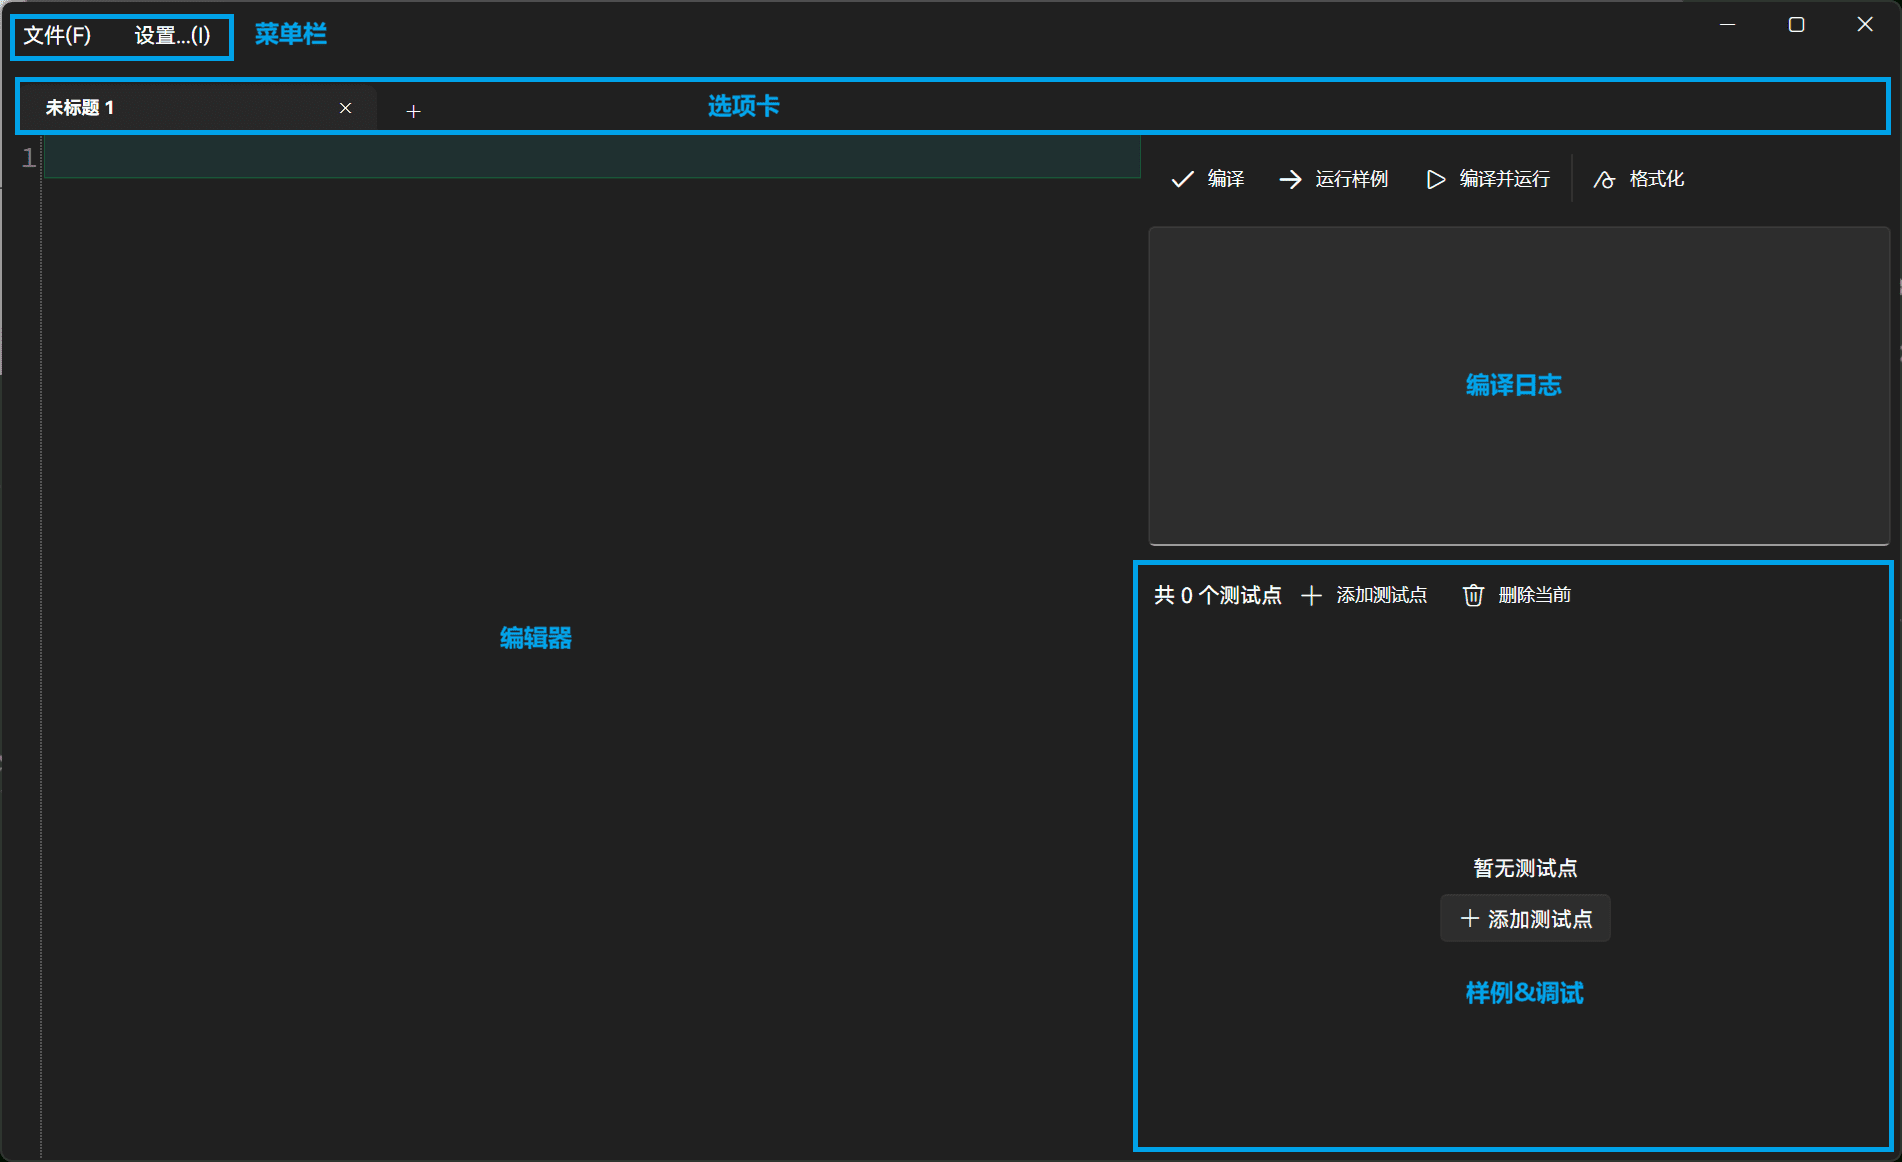 文件(F) 设置...(I) 菜单栏
未标题 1 选项卡
1
编译 运行样例 编译并运行 格式化
编译日志
编辑器
共 0 个测试点 添加测试点 删除当前
暂无测试点
添加测试点
样例&调试